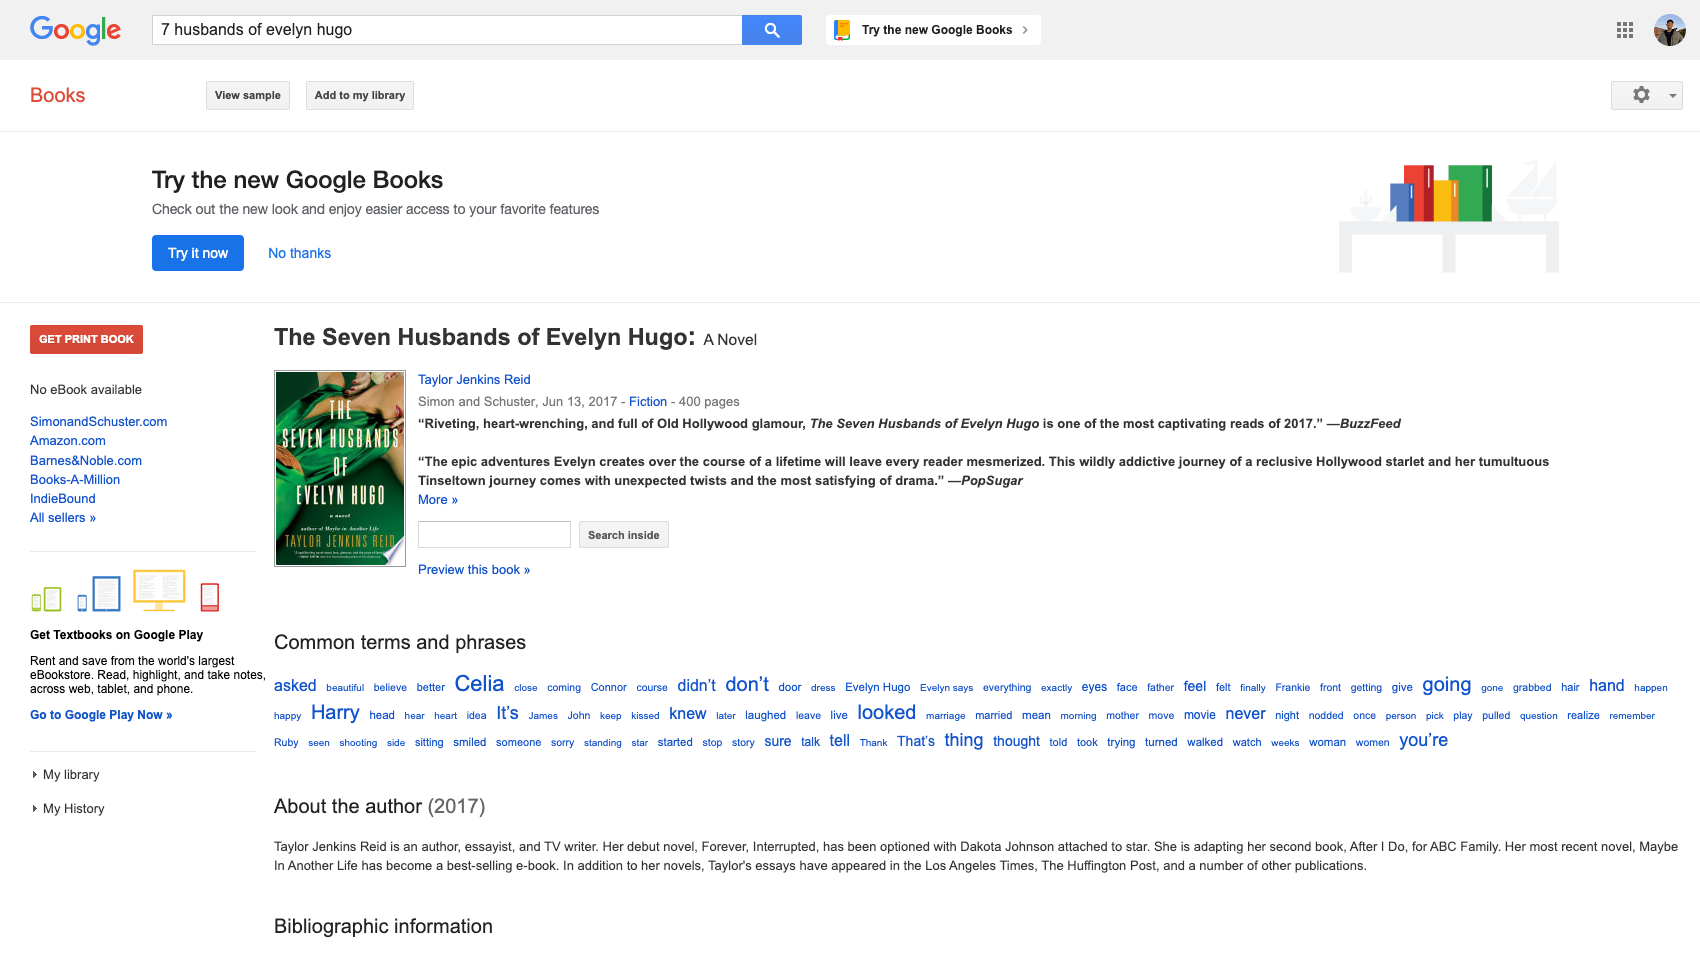 Google
7 husbands of evelyn hugo
Try the new Google Books
Books
View sample
Add to my library
Try the new Google Books
Check out the new look and enjoy easier access to your favorite features
Try it now
No thanks
GET PRINT BOOK
No eBook available
SimonandSchuster.com
Amazon.com
Barnes&Noble.com
Books-A-Million
IndieBound
All sellers »
Get Textbooks on Google Play
Rent and save from the world's largest
eBookstore. Read, highlight, and take notes,
across web, tablet, and phone.
Go to Google Play Now »
My library
My History
The Seven Husbands of Evelyn Hugo: A Novel
THE
SEVEN HUSBANDS
OF
EVELYN HUGO
a novel
author of Maybe in Another Life
TAYLOR JENKINS REID
Taylor Jenkins Reid
Simon and Schuster, Jun 13, 2017 - Fiction - 400 pages
“Riveting, heart-wrenching, and full of Old Hollywood glamour, The Seven Husbands of Evelyn Hugo is one of the most captivating reads of 2017.” —BuzzFeed
“The epic adventures Evelyn creates over the course of a lifetime will leave every reader mesmerized. This wildly addictive journey of a reclusive Hollywood starlet and her tumultuous
Tinseltown journey comes with unexpected twists and the most satisfying of drama.” —PopSugar
More »
Search inside
Preview this book »
Common terms and phrases
asked beautiful believe better Celia close coming Connor course didn’t don’t door dress Evelyn Hugo Evelyn says everything exactly eyes face father feel felt finally Frankie front getting give going gone grabbed hair hand happen
happy Harry head hear heart idea It’s James John keep kissed knew later laughed leave live looked marriage married mean morning mother move movie never night nodded once person pick play pulled question realize remember
Ruby seen shooting side sitting smiled someone sorry standing star started stop story sure talk tell Thank That’s thing thought told took trying turned walked watch weeks woman women you’re
About the author (2017)
Taylor Jenkins Reid is an author, essayist, and TV writer. Her debut novel, Forever, Interrupted, has been optioned with Dakota Johnson attached to star. She is adapting her second book, After I Do, for ABC Family. Her most recent novel, Maybe
In Another Life has become a best-selling e-book. In addition to her novels, Taylor's essays have appeared in the Los Angeles Times, The Huffington Post, and a number of other publications.
Bibliographic information